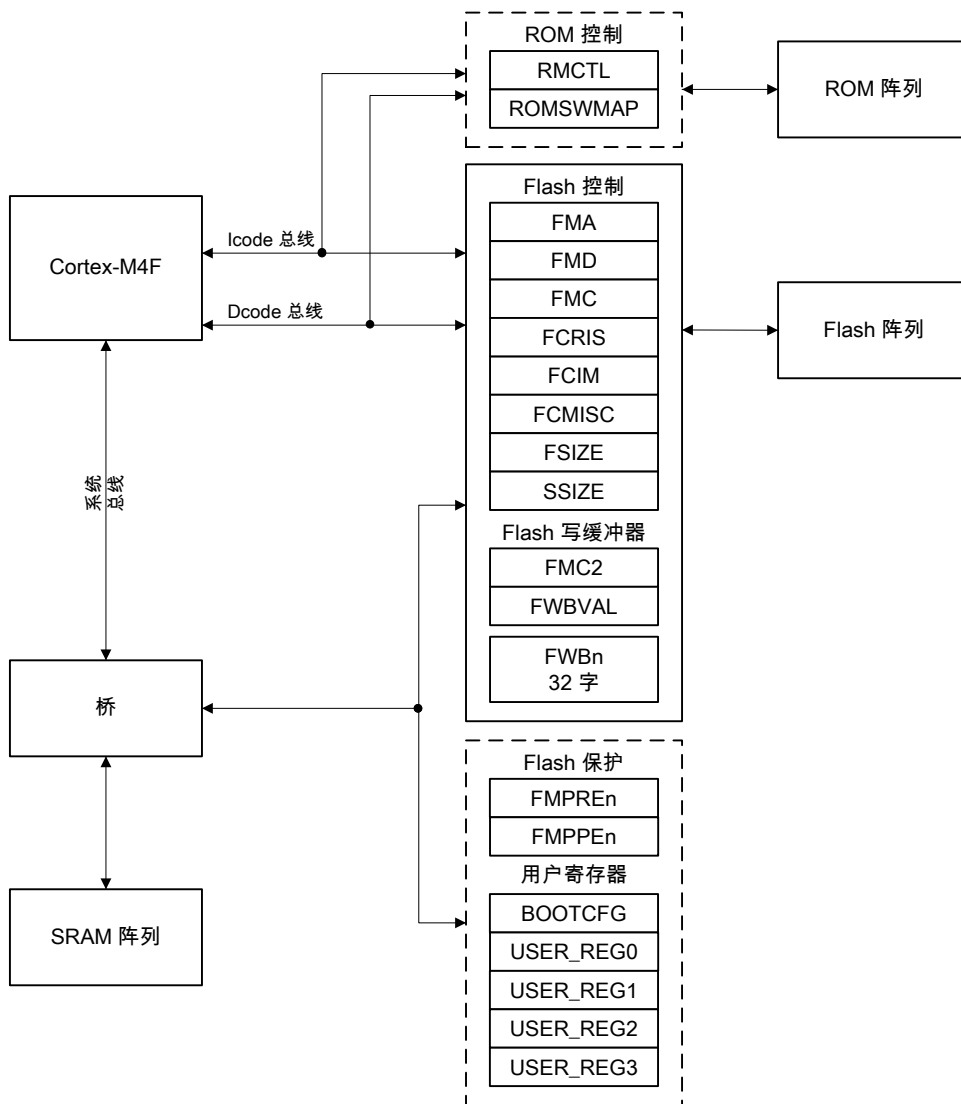 ROM 控制
RMCTL
ROMSWMAP
ROM 阵列
Flash 控制
FMA
FMD
FMC
FCRIS
FCIM
FCMISC
FSIZE
SSIZE
Flash 写缓冲器
FMC2
FWBVAL
FWBn
32 字
Cortex-M4F
Icode 总线
Dcode 总线
Flash 阵列
系统
总线
桥
SRAM 阵列
Flash 保护
FMPREn
FMPPEn
用户寄存器
BOOTCFG
USER_REG0
USER_REG1
USER_REG2
USER_REG3